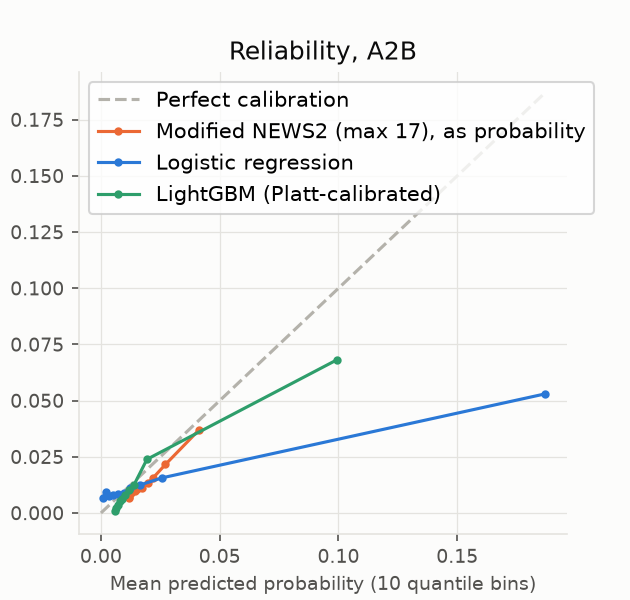 Reliability, A2B
Perfect calibration
Modified NEWS2 (max 17), as probability
Logistic regression
LightGBM (Platt-calibrated)
0.175
0.150
0.125
0.100
0.075
0.050
0.025
0.000
0.00 0.05 0.10 0.15
Mean predicted probability (10 quantile bins)